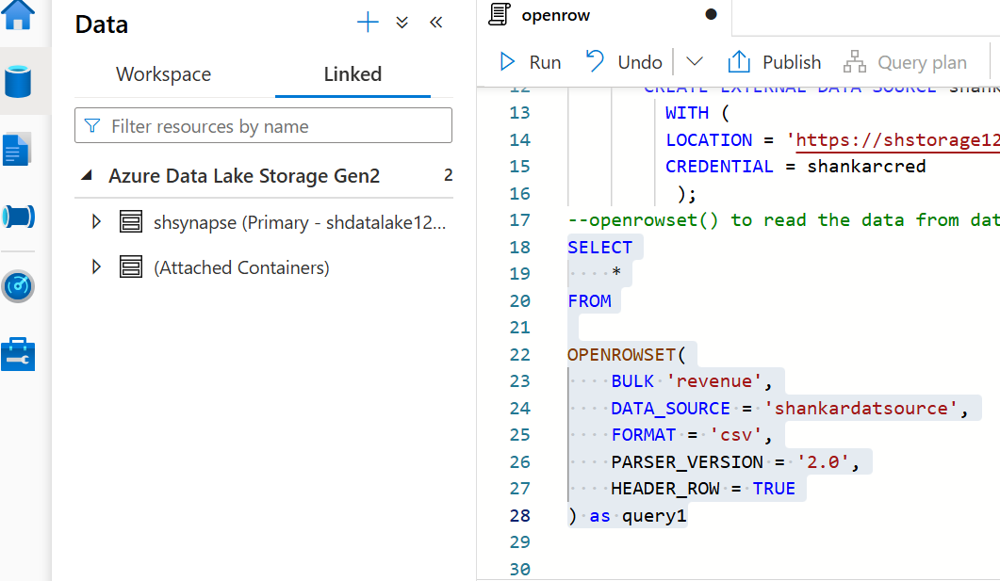 Data
Workspace
Linked
Filter resources by name
Azure Data Lake Storage Gen2 2
shsynapse (Primary - shdatalake12...
(Attached Containers)
openrow
Run
Undo
Publish
Query plan
12 CREATE EXTERNAL DATA SOURCE shank
13 WITH (
14 LOCATION = 'https://shstorage12
15 CREDENTIAL = shankarcred
16 );
17 --openrowset() to read the data from dat
18 SELECT
19 *
20 FROM
21
22 OPENROWSET(
23 BULK 'revenue',
24 DATA_SOURCE = 'shankardatsource',
25 FORMAT = 'csv',
26 PARSER_VERSION = '2.0',
27 HEADER_ROW = TRUE
28 ) as query1
29
30